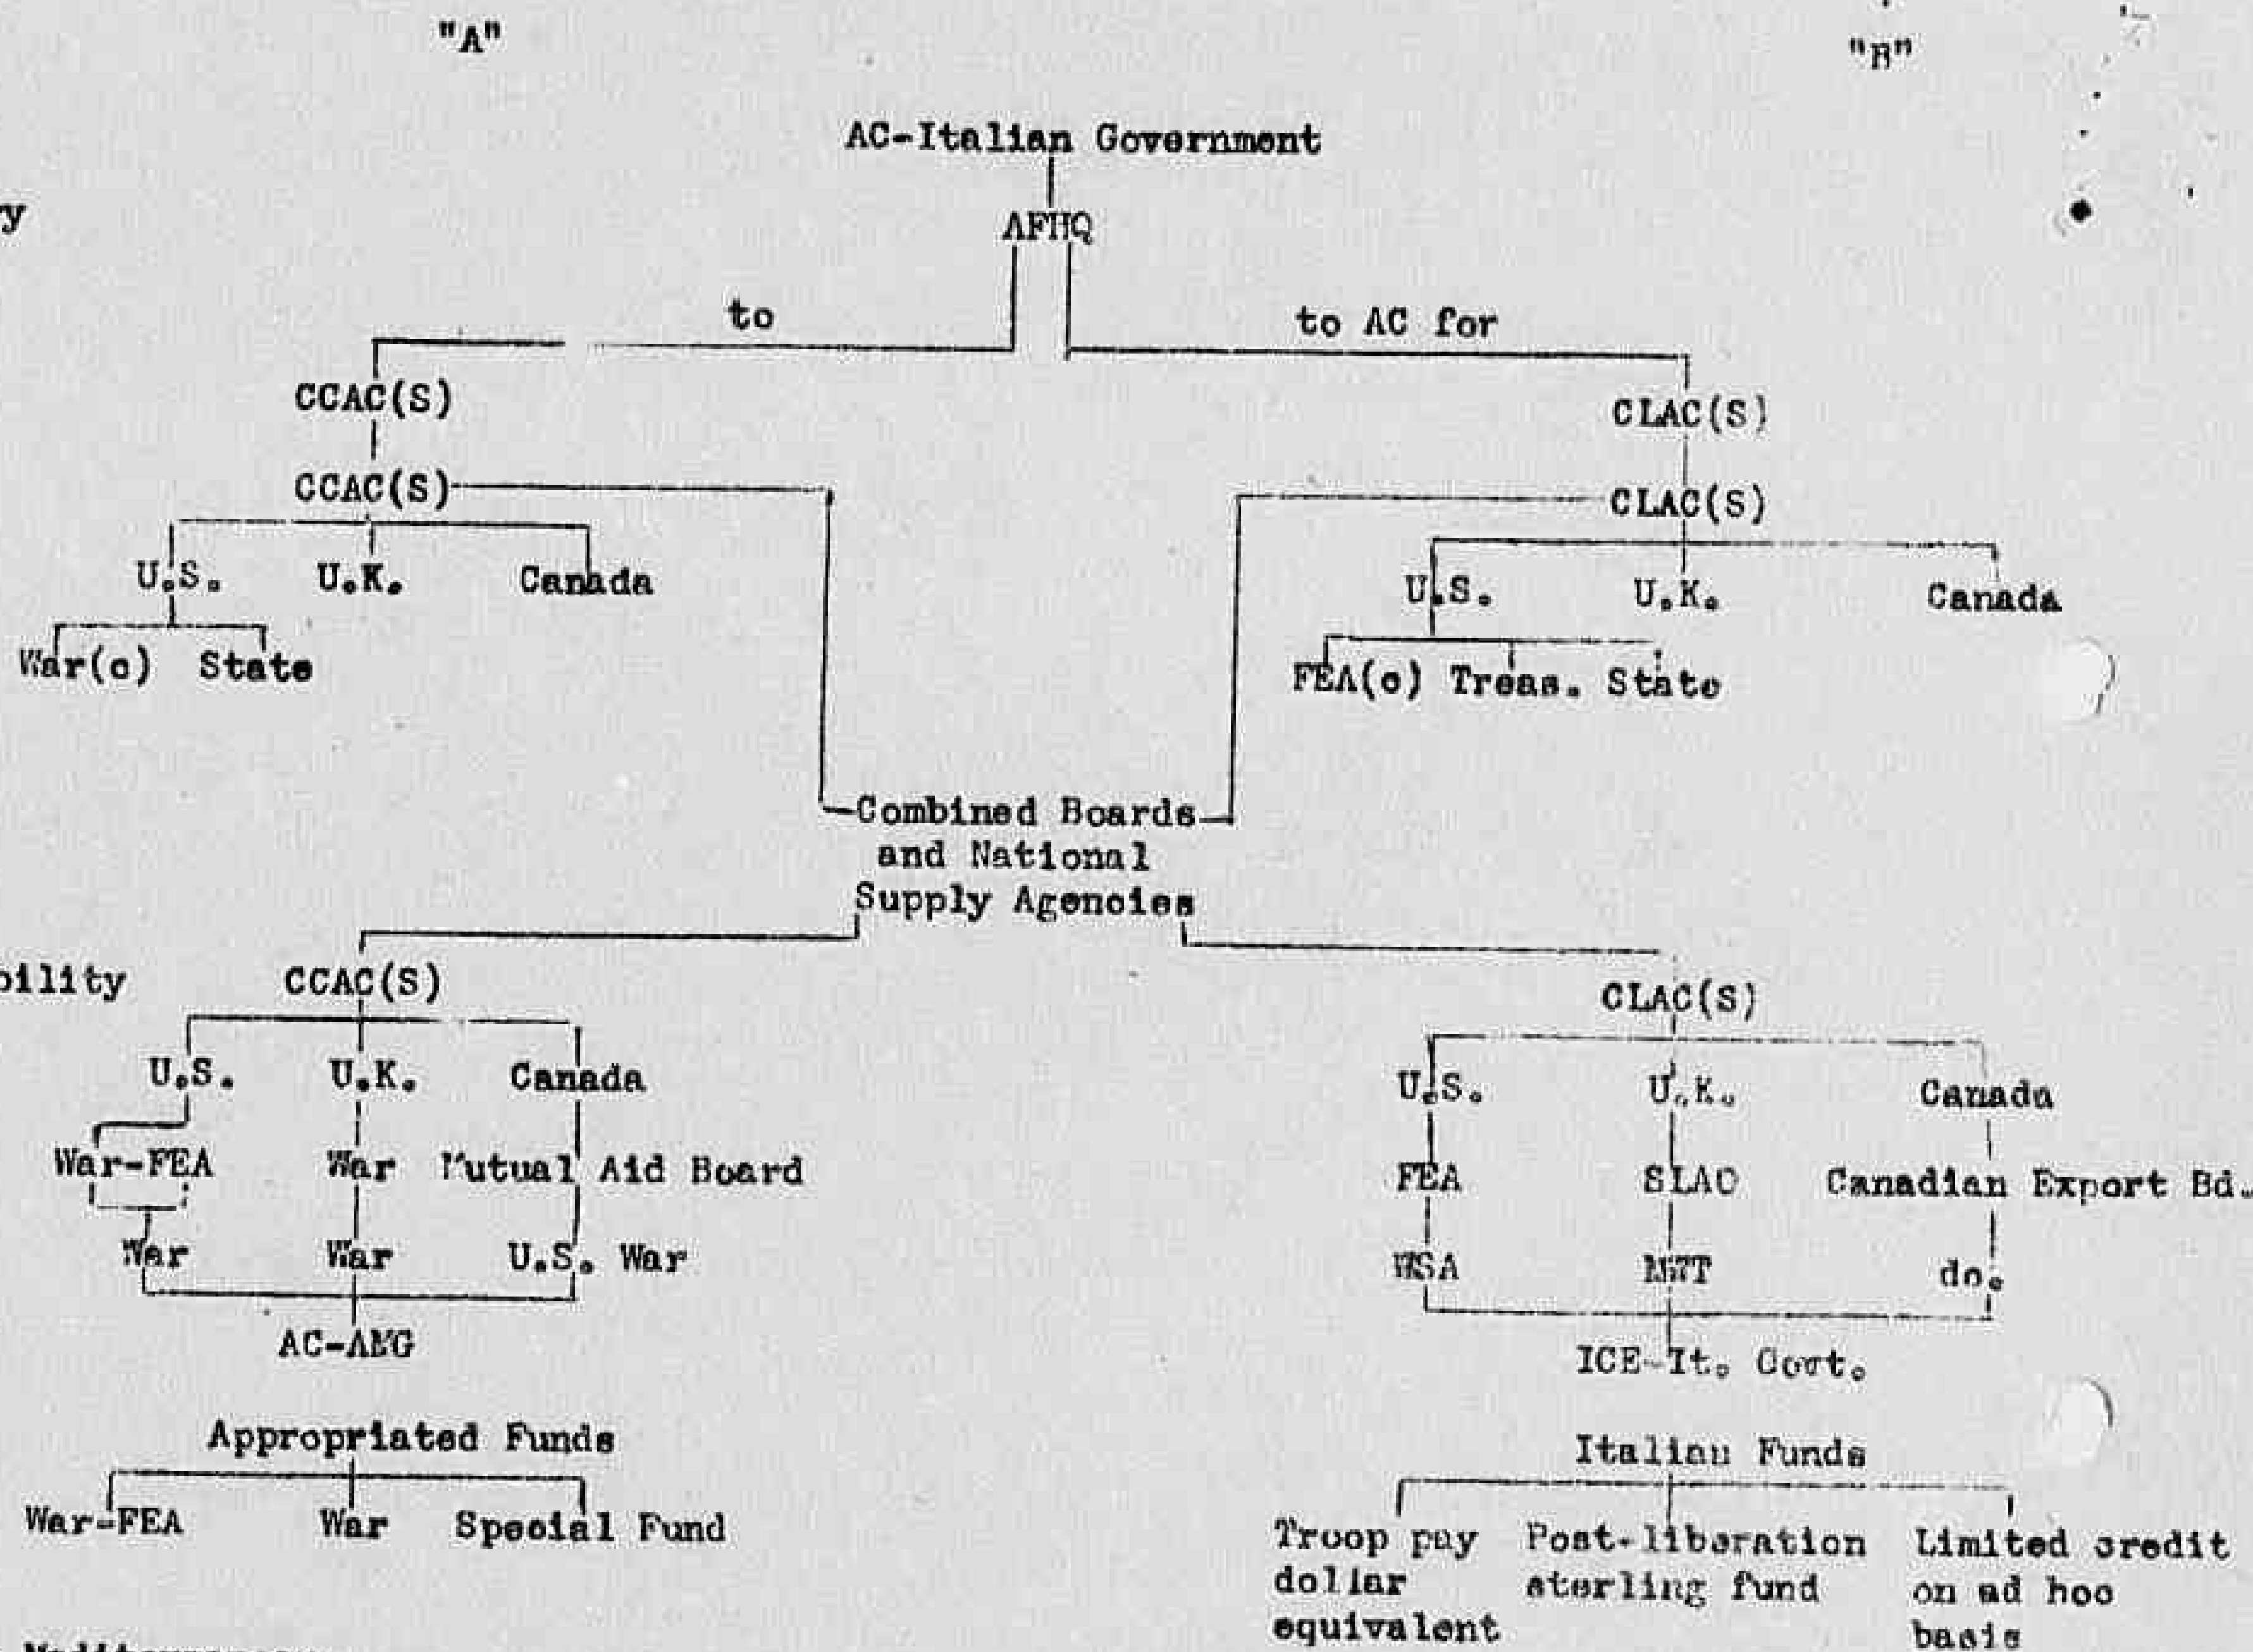 "A" "B"
AC-Italian Government
AFHQ
to to AC for
CCAC(S) CLAC(S)
CCAC(S) CLAC(S)
U.S. U.K. Canada U.S. U.K. Canada
War(c) State FEA(c) Treas. State
Combined Boards
and National
Supply Agencies
CCAC(S) CLAC(S)
U.S. U.K. Canada U.S. U.K. Canada
War-FEA War Mutual Aid Board FEA SLAO Canadian Export Bd.
War War U.S. War WSA MWT do.
AC-AMG ICE-It. Govt.
Appropriated Funds Italian Funds
War-FEA War Special Fund Troop pay Post-liberation Limited credit
dollar sterling fund on ad hoc
equivalent basis